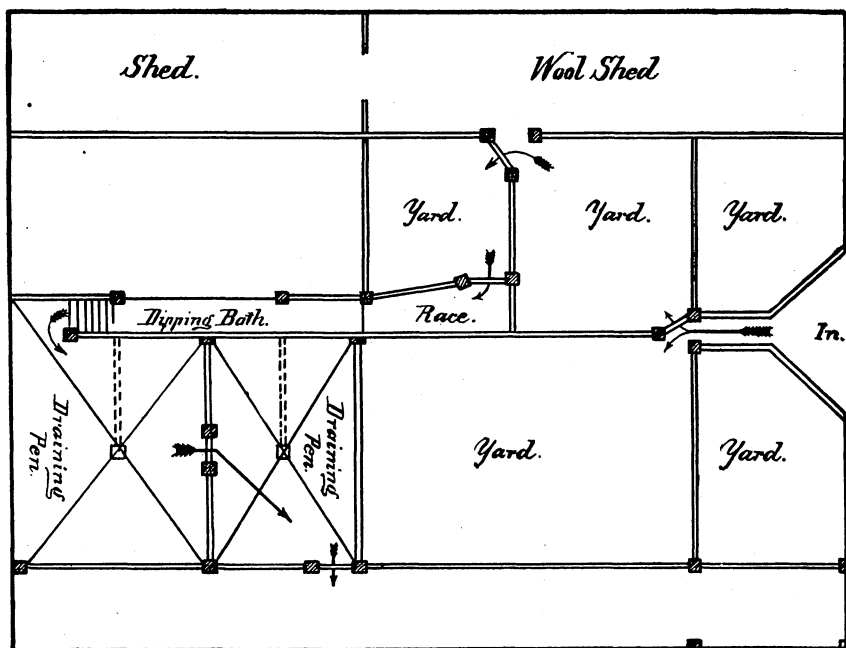 Shed.
Wool Shed
Yard.
Yard.
Yard.
Dipping Bath.
Race.
In.
Draining
Pen.
Draining
Pen.
Yard.
Yard.